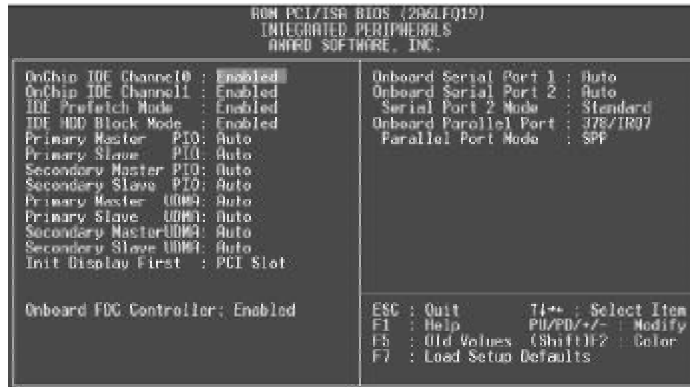 ROM PCI/ISA BIOS (2A6LFQ19)
INTEGRATED PERIPHERALS
AWARD SOFTWARE, INC.
OnChip IDE Channel0 : Enabled
OnChip IDE Channel1 : Enabled
IDE Prefetch Mode : Enabled
IDE HDD Block Mode : Enabled
Primary Master PIO: Auto
Primary Slave PIO: Auto
Secondary Master PIO: Auto
Secondary Slave PIO: Auto
Primary Master UDMA: Auto
Primary Slave UDMA: Auto
Secondary MasterUDMA: Auto
Secondary Slave UDMA: Auto
Init Display First : PCI Slot
Onboard FDC Controller: Enabled
Onboard Serial Port 1 : Auto
Onboard Serial Port 2 : Auto
Serial Port 2 Mode : Standard
Onboard Parallel Port : 378/IRQ7
Parallel Port Mode : SPP
ESC : Quit ↑↓→← : Select Item
F1 : Help PU/PD/+/- : Modify
F5 : Old Values (Shift)F2 : Color
F7 : Load Setup Defaults